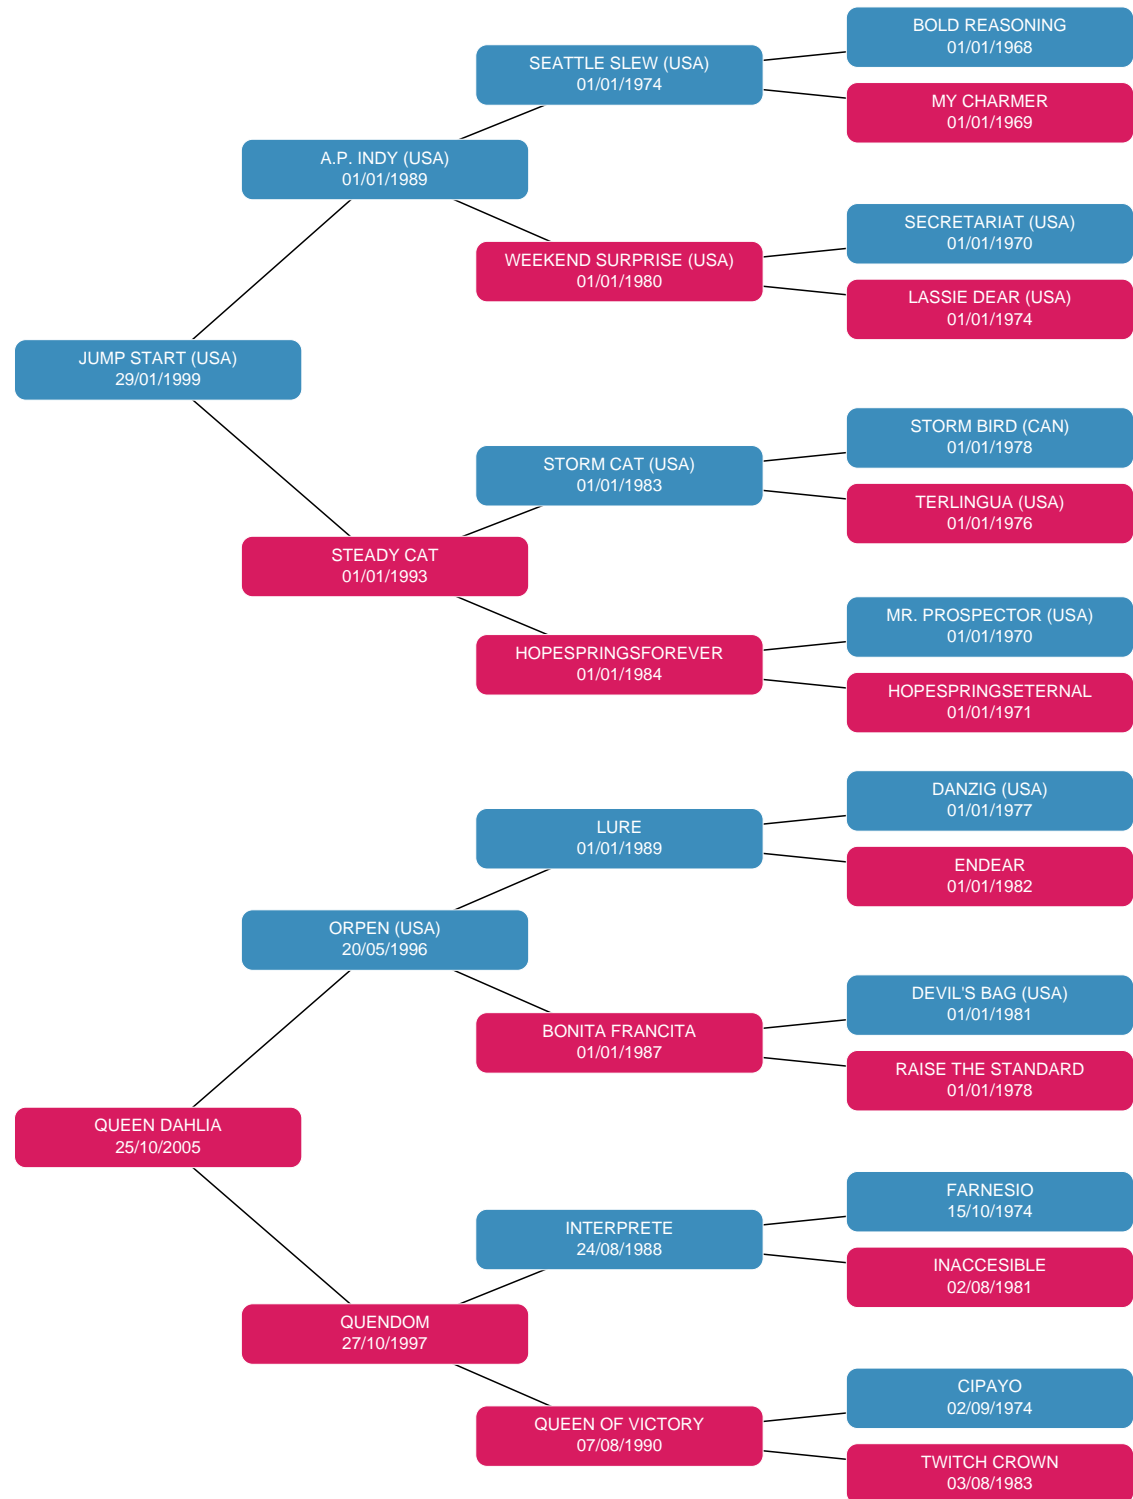 BOLD REASONING
01/01/1968
SEATTLE SLEW (USA)
01/01/1974
MY CHARMER
01/01/1969
A.P. INDY (USA)
01/01/1989
SECRETARIAT (USA)
01/01/1970
WEEKEND SURPRISE (USA)
01/01/1980
LASSIE DEAR (USA)
01/01/1974
JUMP START (USA)
29/01/1999
STORM BIRD (CAN)
01/01/1978
STORM CAT (USA)
01/01/1983
TERLINGUA (USA)
01/01/1976
STEADY CAT
01/01/1993
MR. PROSPECTOR (USA)
01/01/1970
HOPESPRINGSFOREVER
01/01/1984
HOPESPRINGSETERNAL
01/01/1971
DANZIG (USA)
01/01/1977
LURE
01/01/1989
ENDEAR
01/01/1982
ORPEN (USA)
20/05/1996
DEVIL'S BAG (USA)
01/01/1981
BONITA FRANCITA
01/01/1987
RAISE THE STANDARD
01/01/1978
QUEEN DAHLIA
25/10/2005
FARNESIO
15/10/1974
INTERPRETE
24/08/1988
INACCESIBLE
02/08/1981
QUENDOM
27/10/1997
CIPAYO
02/09/1974
QUEEN OF VICTORY
07/08/1990
TWITCH CROWN
03/08/1983